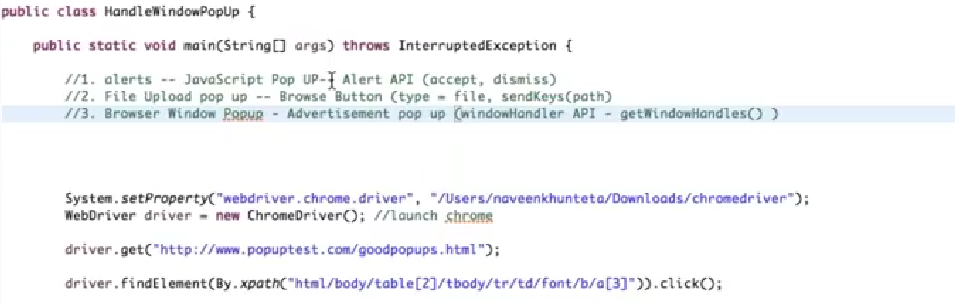 public class HandleWindowPopUp {
public static void main(String[] args) throws InterruptedException {
//1. alerts -- JavaScript Pop UP- Alert API (accept, dismiss)
//2. File Upload pop up -- Browse Button (type = file, sendKeys(path)
//3. Browser Window Popup - Advertisement pop up (windowHandler API - getWindowHandles() )
System.setProperty("webdriver.chrome.driver", "/Users/naveenkhunteta/Downloads/chromedriver");
WebDriver driver = new ChromeDriver(); //launch chrome
driver.get("http://www.popuptest.com/goodpopups.html");
driver.findElement(By.xpath("html/body/table[2]/tbody/tr/td/font/b/a[3]")).click();